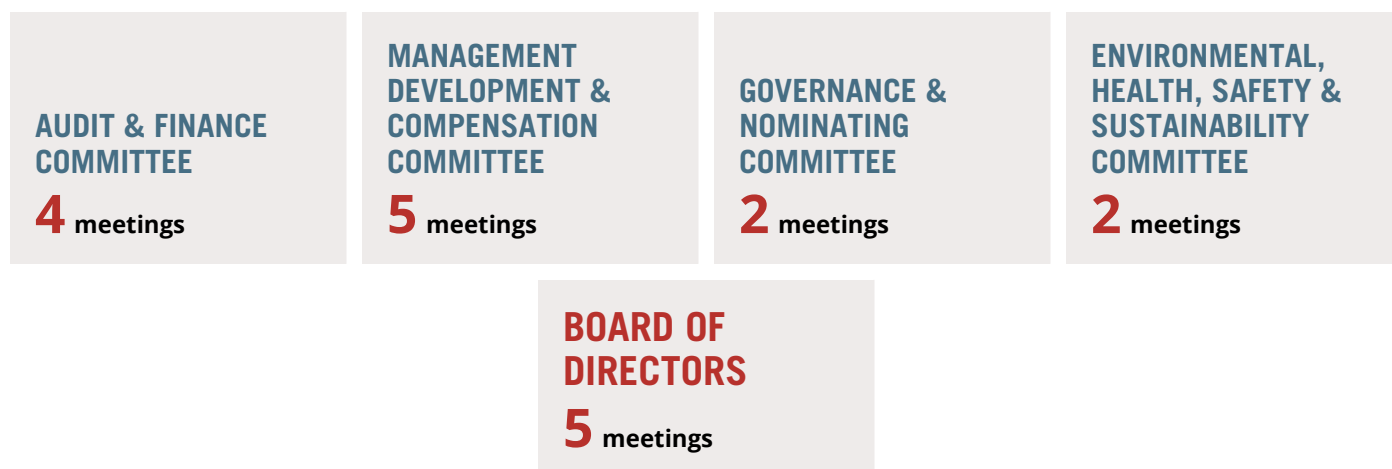 AUDIT & FINANCE
COMMITTEE
4 meetings
MANAGEMENT
DEVELOPMENT &
COMPENSATION
COMMITTEE
5 meetings
GOVERNANCE &
NOMINATING
COMMITTEE
2 meetings
ENVIRONMENTAL,
HEALTH, SAFETY &
SUSTAINABILITY
COMMITTEE
2 meetings
BOARD OF
DIRECTORS
5 meetings